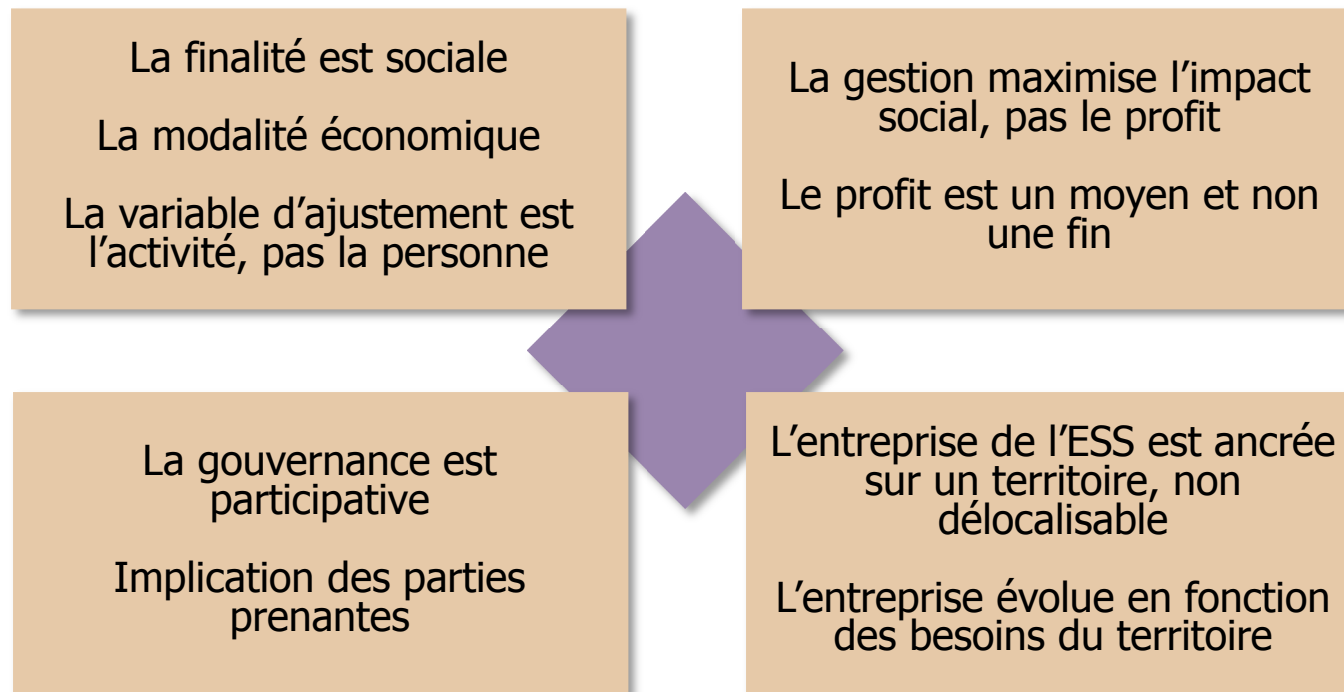 La finalité est sociale
La modalité économique
La variable d’ajustement est
l’activité, pas la personne
La gestion maximise l’impact
social, pas le profit
Le profit est un moyen et non
une fin
La gouvernance est
participative
Implication des parties
prenantes
L’entreprise de l’ESS est ancrée
sur un territoire, non
délocalisable
L’entreprise évolue en fonction
des besoins du territoire